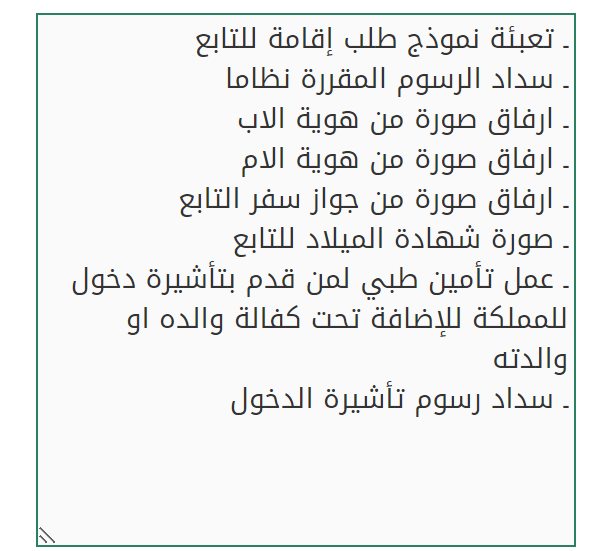 - تعبئة نموذج طلب إقامة للتابع
- سداد الرسوم المقررة نظاما
- ارفاق صورة من هوية الاب
- ارفاق صورة من هوية الام
- ارفاق صورة من جواز سفر التابع
- صورة شهادة الميلاد للتابع
- عمل تأمين طبي لمن قدم بتأشيرة دخول
للمملكة للإضافة تحت كفالة والده او
والدته
- سداد رسوم تأشيرة الدخول